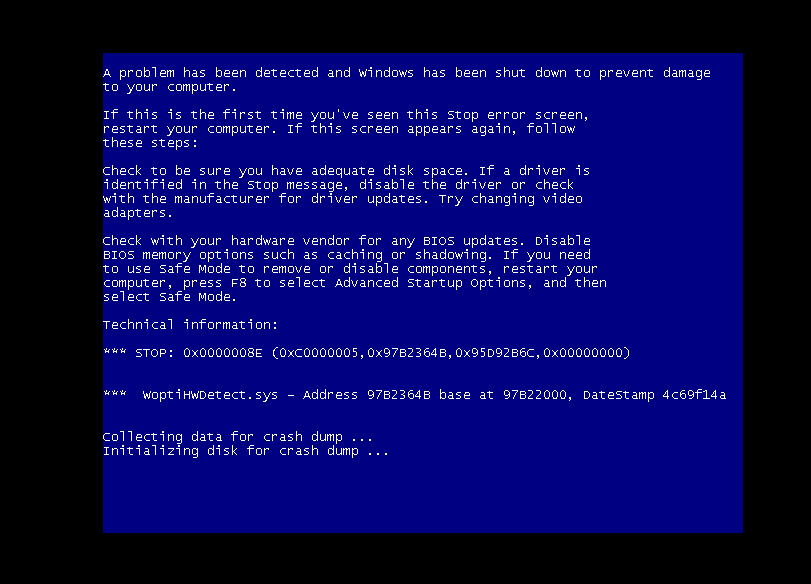 A problem has been detected and Windows has been shut down to prevent damage
to your computer.
If this is the first time you've seen this Stop error screen,
restart your computer. If this screen appears again, follow
these steps:
Check to be sure you have adequate disk space. If a driver is
identified in the Stop message, disable the driver or check
with the manufacturer for driver updates. Try changing video
adapters.
Check with your hardware vendor for any BIOS updates. Disable
BIOS memory options such as caching or shadowing. If you need
to use Safe Mode to remove or disable components, restart your
computer, press F8 to select Advanced Startup Options, and then
select Safe Mode.
Technical information:
*** STOP: 0x0000008E (0xC0000005,0x97B2364B,0x95D92B6C,0x00000000)
***  WoptiHWDetect.sys - Address 97B2364B base at 97B22000, DateStamp 4c69f14a
Collecting data for crash dump ...
Initializing disk for crash dump ...